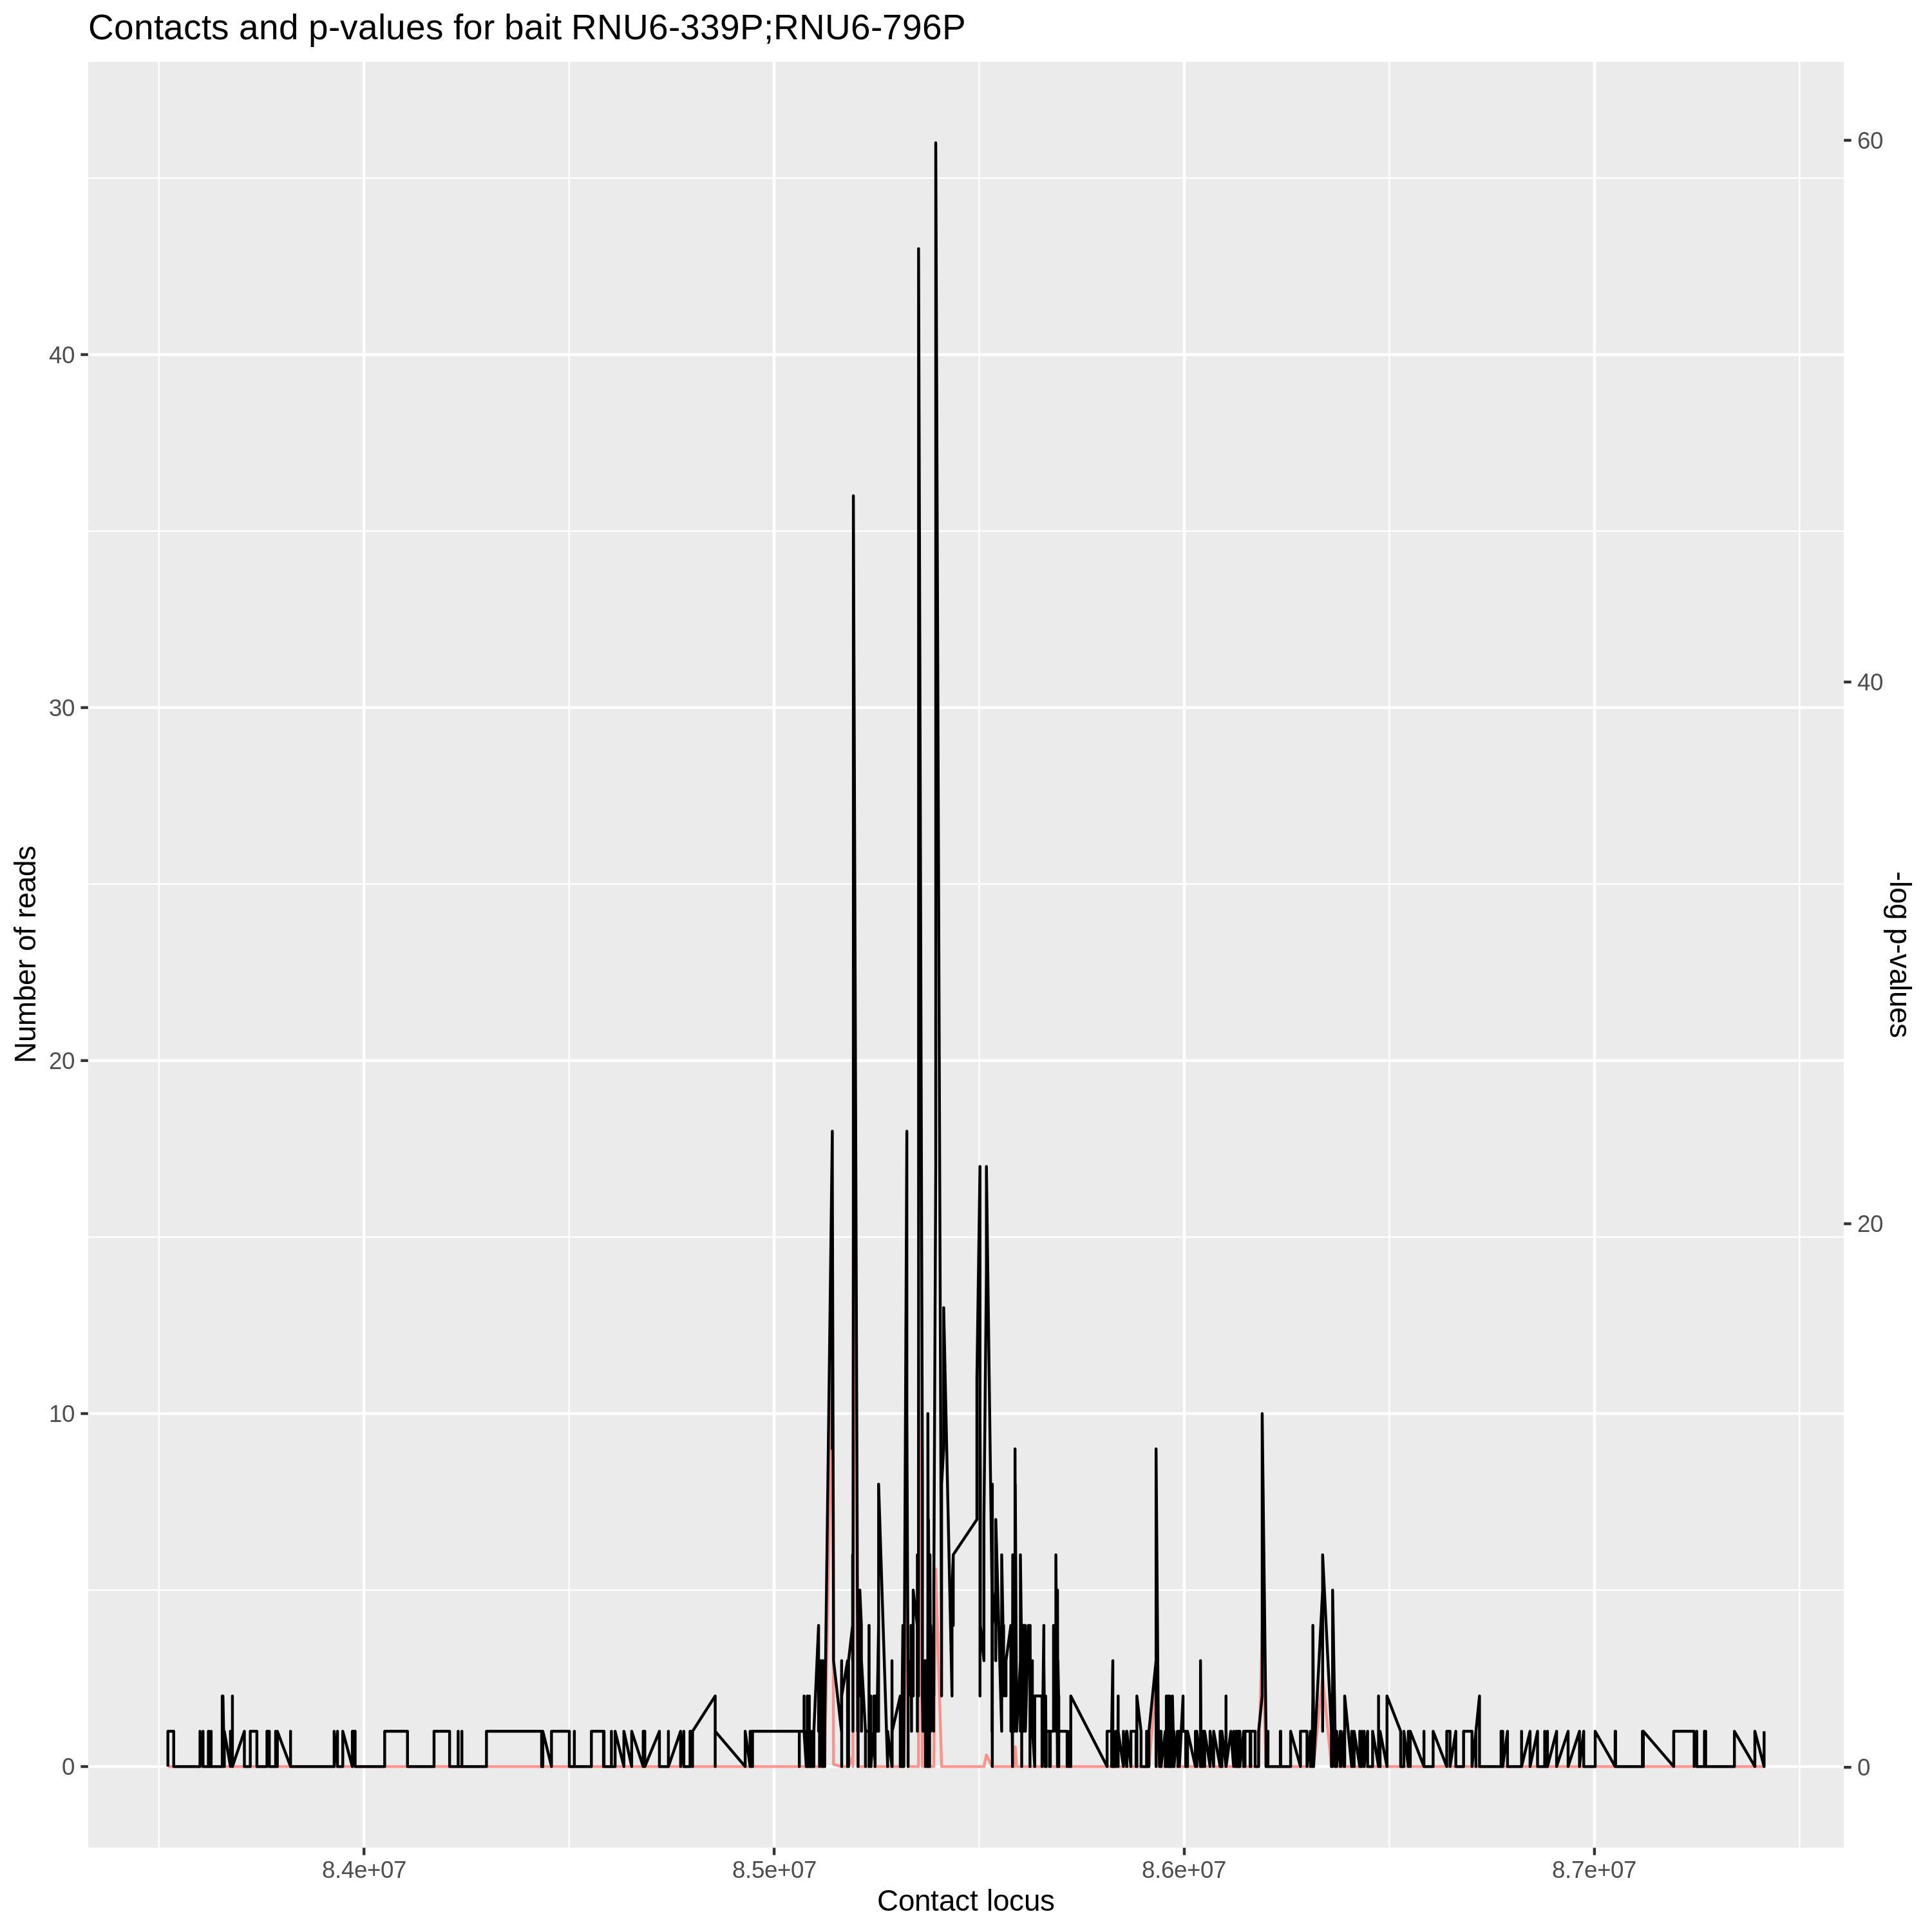 Contacts and p-values for bait RNU6-339P;RNU6-796P
Number of reads
40
30
20
10
0
60
40
20
0
-log p-values
8.4e+07
8.5e+07
8.6e+07
8.7e+07
Contact locus